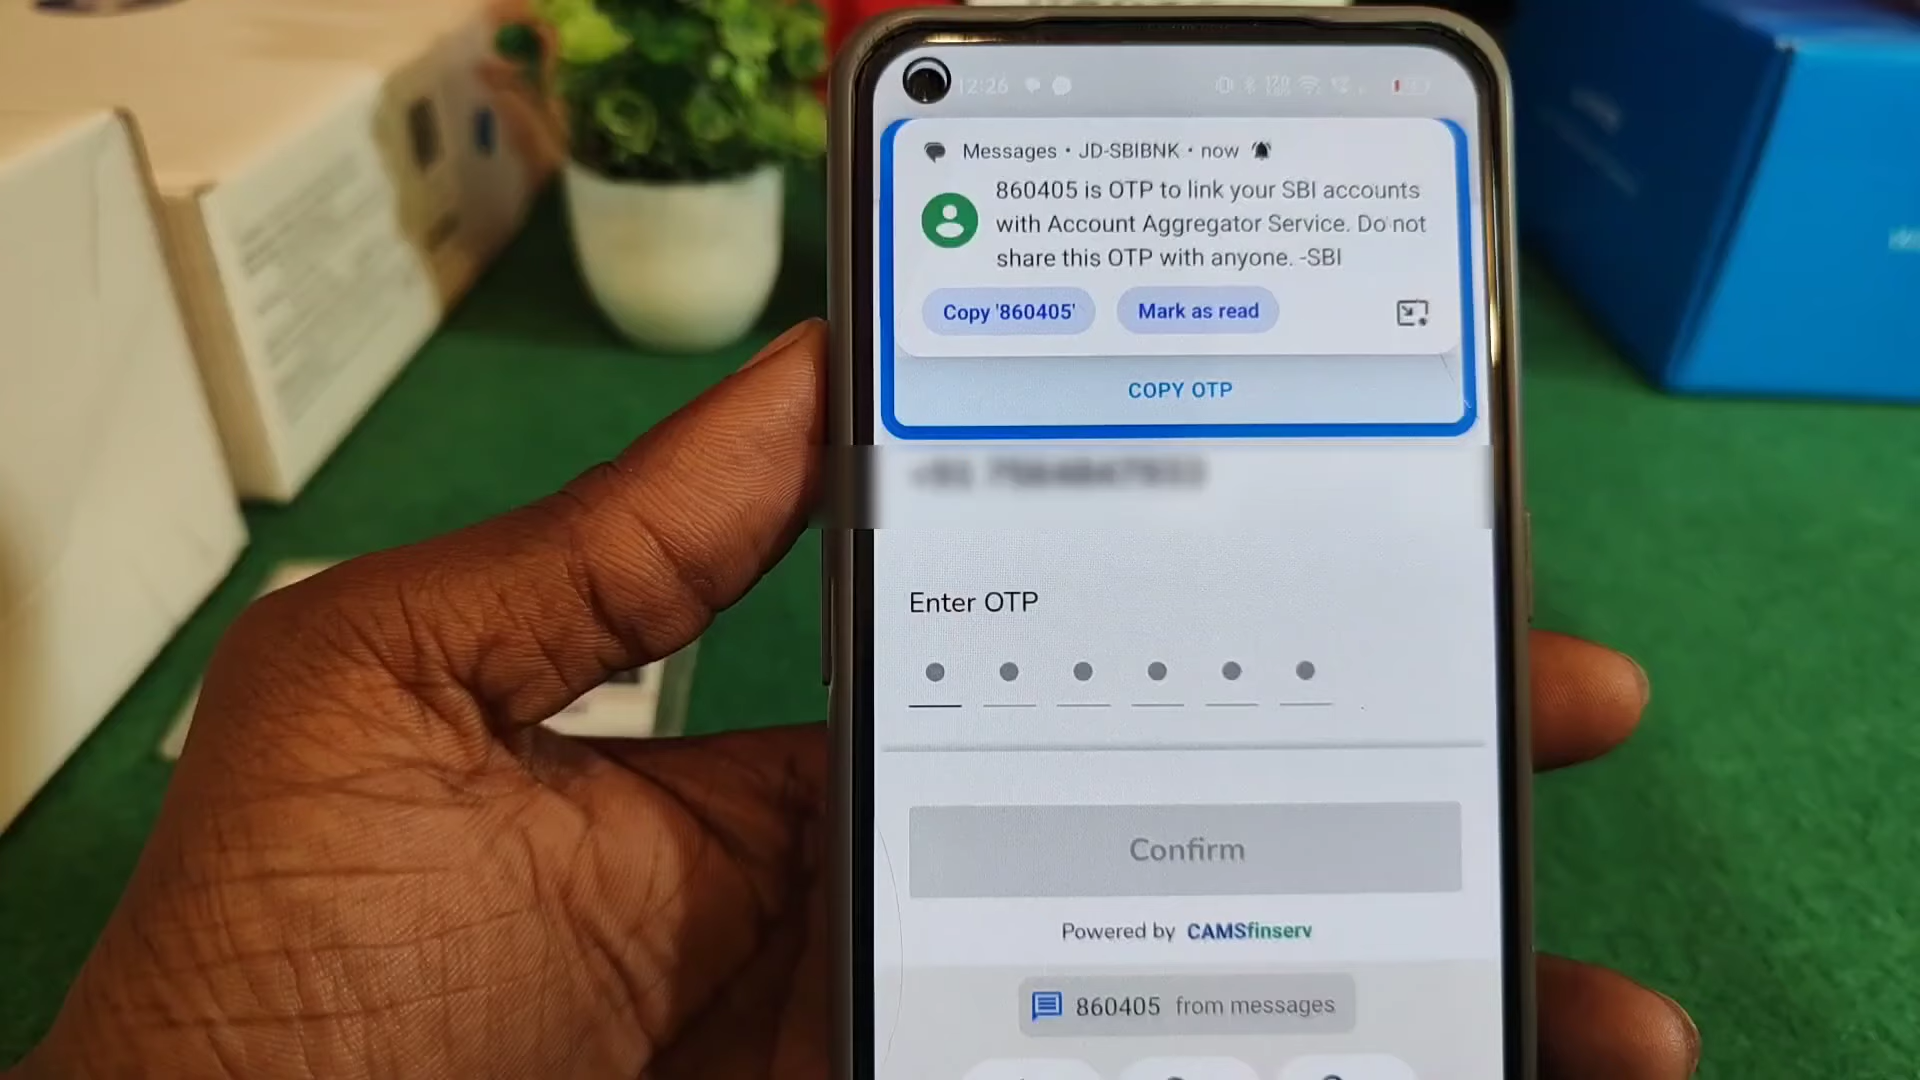 12:26
Messages • JD-SBIBNK • now
860405 is OTP to link your SBI accounts
with Account Aggregator Service. Do not
share this OTP with anyone. -SBI
Copy '860405'
Mark as read
COPY OTP
Enter OTP
Confirm
Powered by CAMSfinserv
860405 from messages